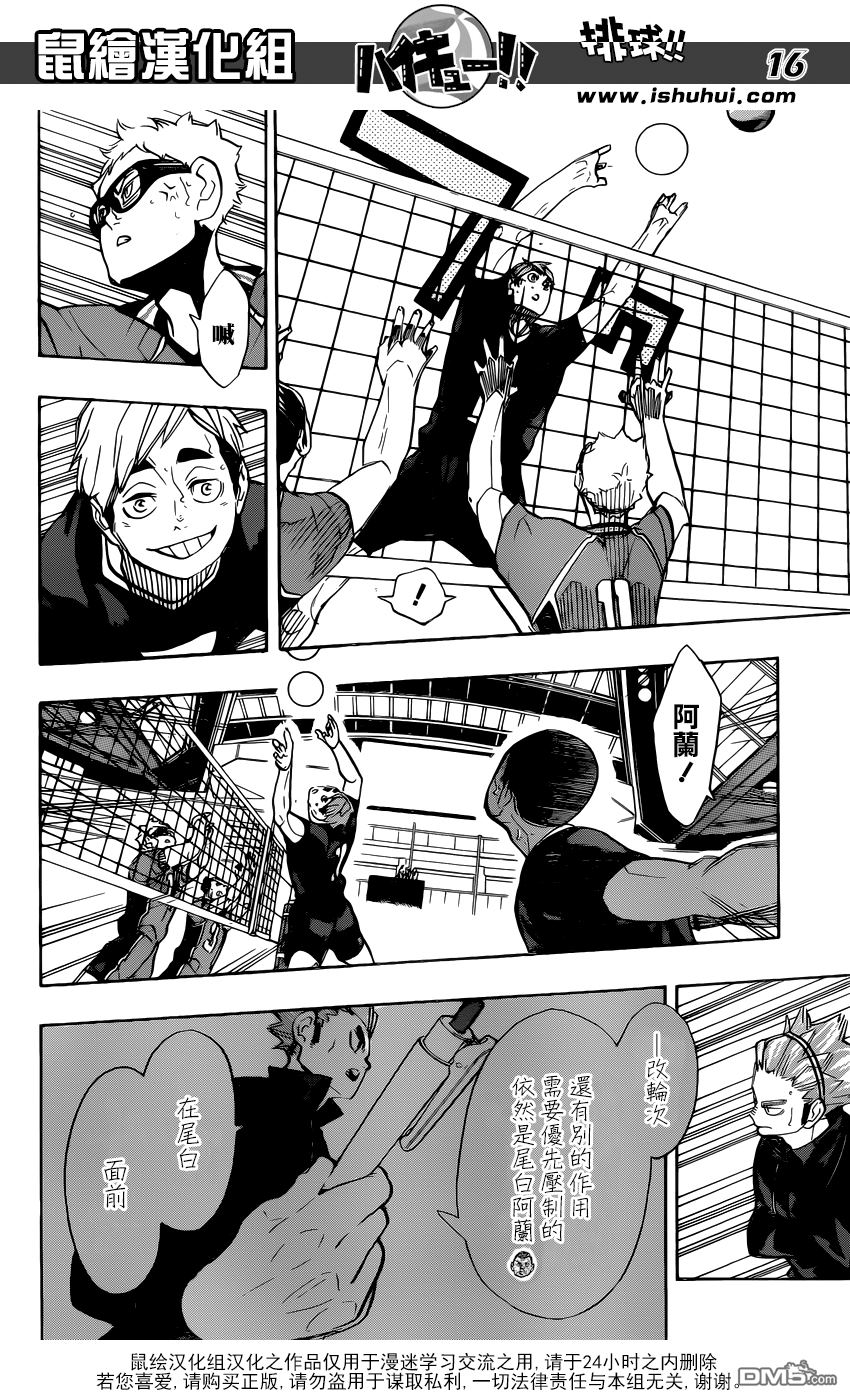 鼠繪漢化組
ハイキュー!!
排球!!
16
www.ishuhui.com
！
喊
阿蘭！
一改輪次
還有別的作用
需要優先壓制的
依然是尾白阿蘭
在尾白
面前
鼠绘汉化组汉化之作品仅用于漫迷学习交流之用，请于24小时之内删除
若您喜爱，请购买正版，请勿用于谋取私利，一切法律责任与本组无关，谢谢。
DM5.com